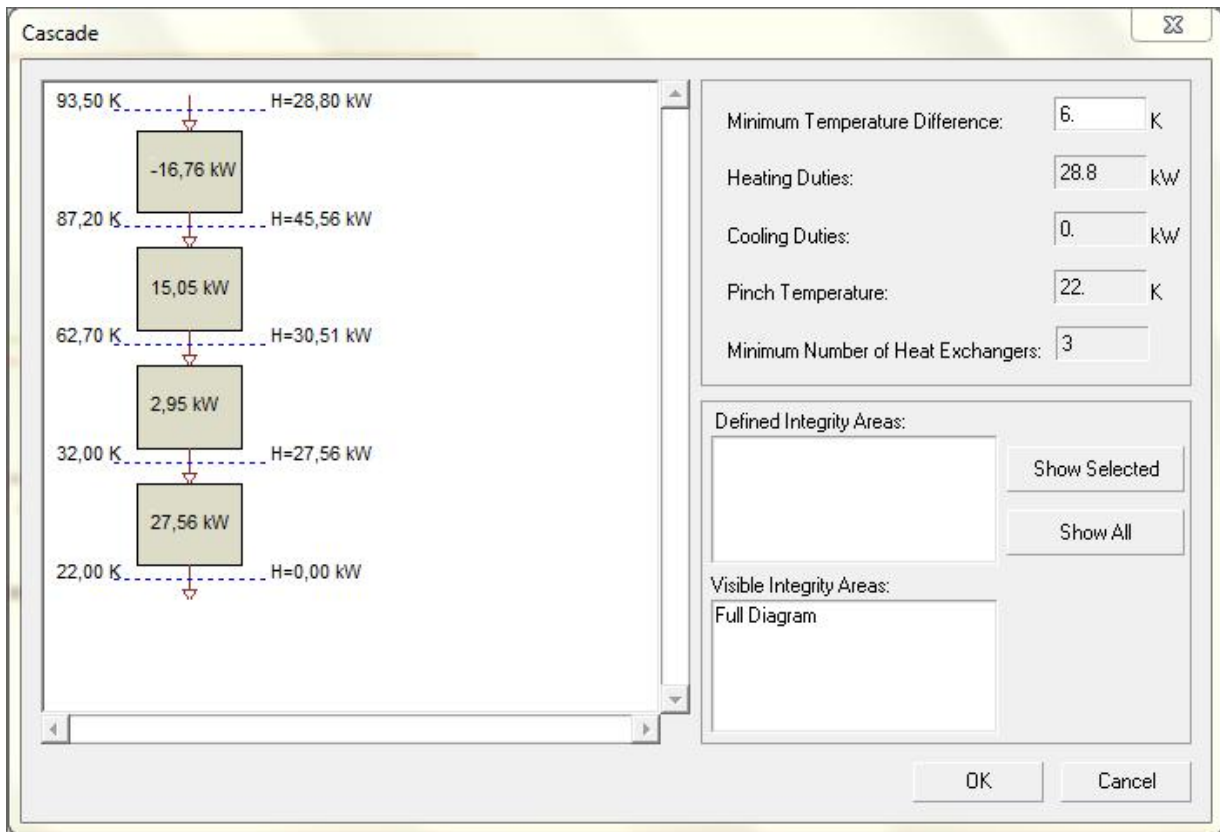 Cascade
93,50 K H=28,80 kW
-16,76 kW
87,20 K H=45,56 kW
15,05 kW
62,70 K H=30,51 kW
2,95 kW
32,00 K H=27,56 kW
27,56 kW
22,00 K H=0,00 kW
Minimum Temperature Difference: 6. K
Heating Duties: 28.8 kW
Cooling Duties: 0. kW
Pinch Temperature: 22. K
Minimum Number of Heat Exchangers: 3
Defined Integrity Areas:
Show Selected
Show All
Visible Integrity Areas:
Full Diagram
OK Cancel